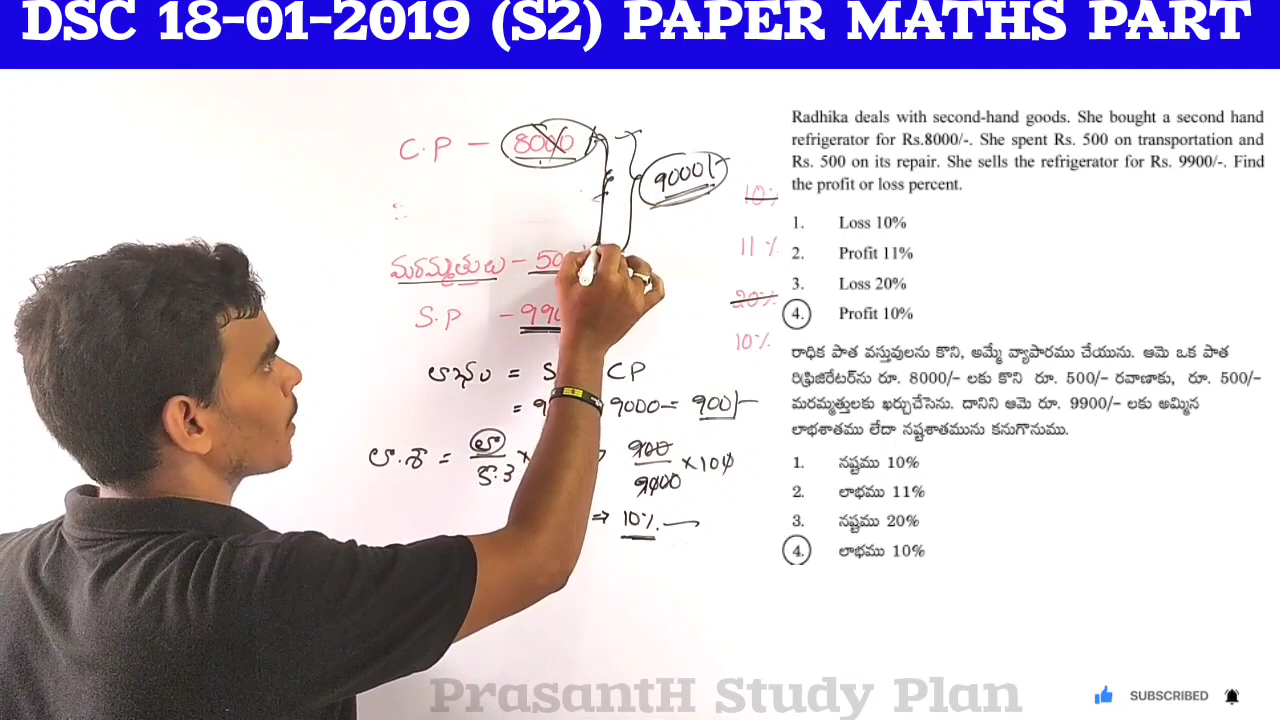 DSC 18-01-2019 (S2) PAPER MATHS PART
C.P – 8000
9000/-
మరమ్మతులు – 50
S.P – 990
లాభం = S CP
= 9 9000 = 900/-
లా.శ = లా × 900 × 100
కొ.వి 9000
⇒ 10%
10%
11%
20%
10%
Radhika deals with second-hand goods. She bought a second hand
refrigerator for Rs.8000/-. She spent Rs. 500 on transportation and
Rs. 500 on its repair. She sells the refrigerator for Rs. 9900/-. Find
the profit or loss percent.
1. Loss 10%
2. Profit 11%
3. Loss 20%
4. Profit 10%
రాధిక పాత వస్తువులను కొని, అమ్మే వ్యాపారము చేయును. ఆమె ఒక పాత
రిఫ్రిజిరేటర్‌ను రూ. 8000/– లకు కొని రూ. 500/– రవాణాకు, రూ. 500/–
మరమ్మత్తులకు ఖర్చుచేసెను. దానిని ఆమె రూ. 9900/– లకు అమ్మిన
లాభశాతము లేదా నష్టశాతమును కనుగొనుము.
1. నష్టము 10%
2. లాభము 11%
3. నష్టము 20%
4. లాభము 10%
PrasantH Study Plan
SUBSCRIBED